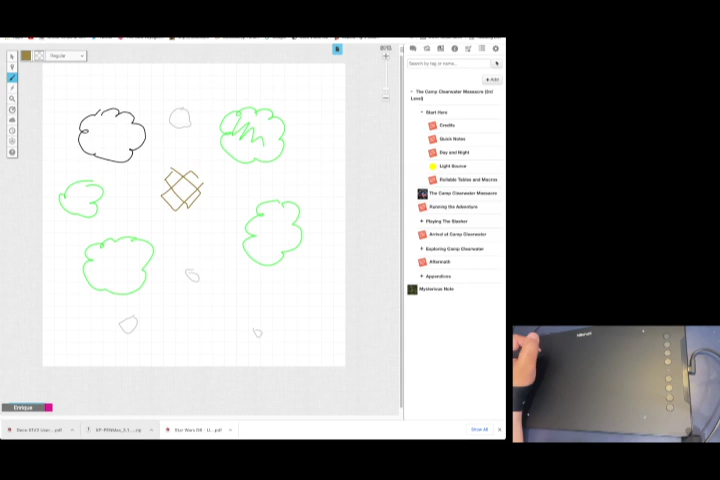 Regular
Search by tag or name...
+ Add
The Camp Clearwater Massacre (3rd
Level)
Start Here
Credits
Quick Notes
Day and Night
Light Source
Rollable Tables and Macros
The Camp Clearwater Massacre
Running the Adventure
Playing The Slasher
Arrival at Camp Clearwater
Exploring Camp Clearwater
Aftermath
Appendices
Mysterious Note
Enrique
Show All